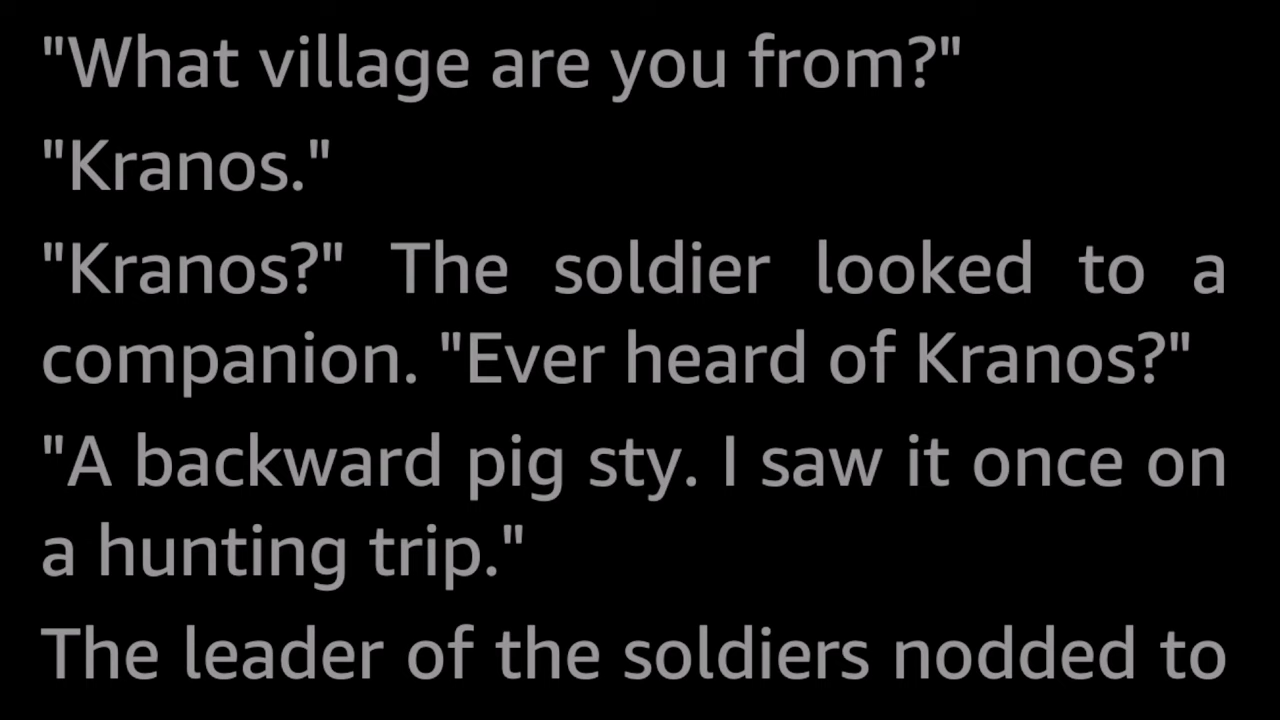 "What village are you from?"
"Kranos."
"Kranos?" The soldier looked to a
companion. "Ever heard of Kranos?"
"A backward pig sty. I saw it once on
a hunting trip."
The leader of the soldiers nodded to